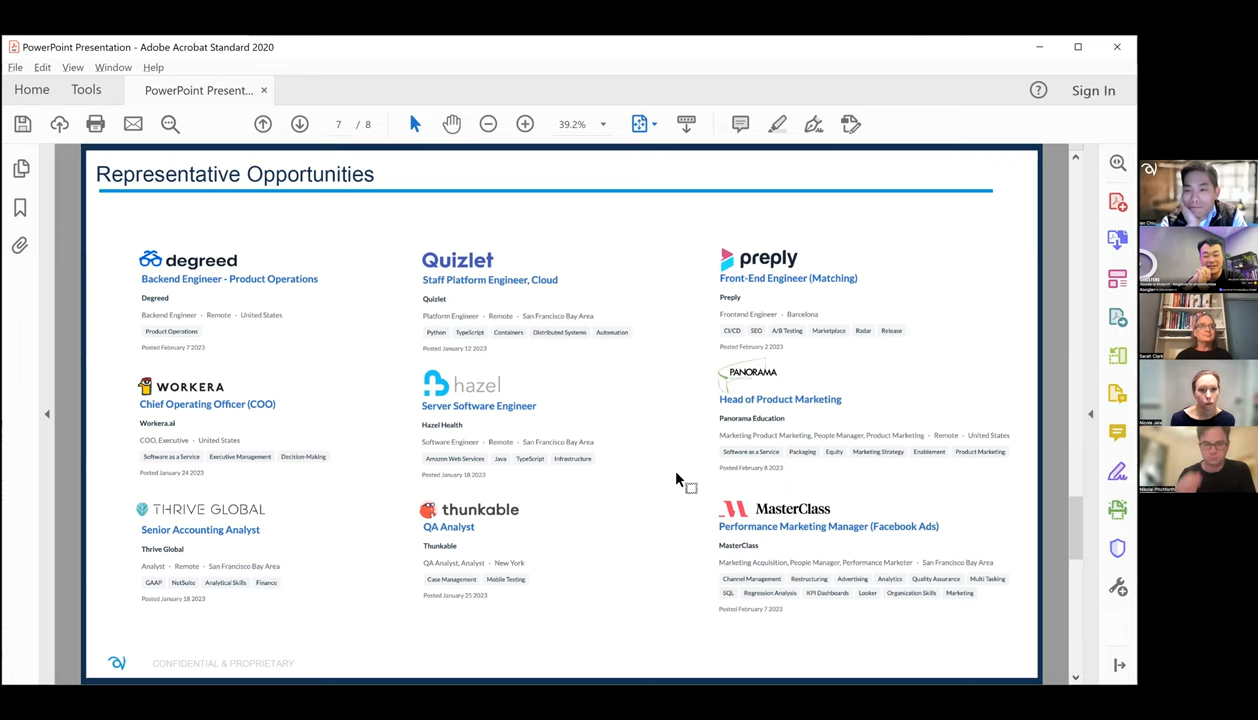 PowerPoint Presentation - Adobe Acrobat Standard 2020
File Edit View Window Help
Home Tools PowerPoint Present... ×
Sign In
7 / 8
39.2%
Representative Opportunities
degreed
Backend Engineer - Product Operations
Degreed
Backend Engineer · Remote · United States
Product Operations
Posted February 7 2023
Quizlet
Staff Platform Engineer, Cloud
Quizlet
Platform Engineer · Remote · San Francisco Bay Area
Python TypeScript Containers Distributed Systems Automation
Posted January 12 2023
preply
Front-End Engineer (Matching)
Preply
Frontend Engineer · Barcelona
CI/CD SEO A/B Testing Marketplace Radar Release
Posted February 2 2023
WORKERA
Chief Operating Officer (COO)
Workera.ai
COO, Executive · United States
Software as a Service Executive Management Decision-Making
Posted January 24 2023
hazel
Server Software Engineer
Hazel Health
Software Engineer · Remote · San Francisco Bay Area
Amazon Web Services Java TypeScript Infrastructure
Posted January 18 2023
PANORAMA
Head of Product Marketing
Panorama Education
Marketing Product Marketing, People Manager, Product Marketing · Remote · United States
Software as a Service Packaging Equity Marketing Strategy Enablement Product Marketing
Posted February 8 2023
THRIVE GLOBAL
Senior Accounting Analyst
Thrive Global
Analyst · Remote · San Francisco Bay Area
GAAP NetSuite Analytical Skills Finance
Posted January 18 2023
thunkable
QA Analyst
Thunkable
QA Analyst, Analyst · New York
Case Management Mobile Testing
Posted January 25 2023
MasterClass
Performance Marketing Manager (Facebook Ads)
MasterClass
Marketing Acquisition, People Manager, Performance Marketer · San Francisco Bay Area
Channel Management Restructuring Advertising Analytics Quality Assurance Multi Tasking
SQL Regression Analysis KPI Dashboards Looker Organization Skills Marketing
Posted February 7 2023
CONFIDENTIAL & PROPRIETARY
Ian Chiu
Sarah Clark
Nicole
Nikolai